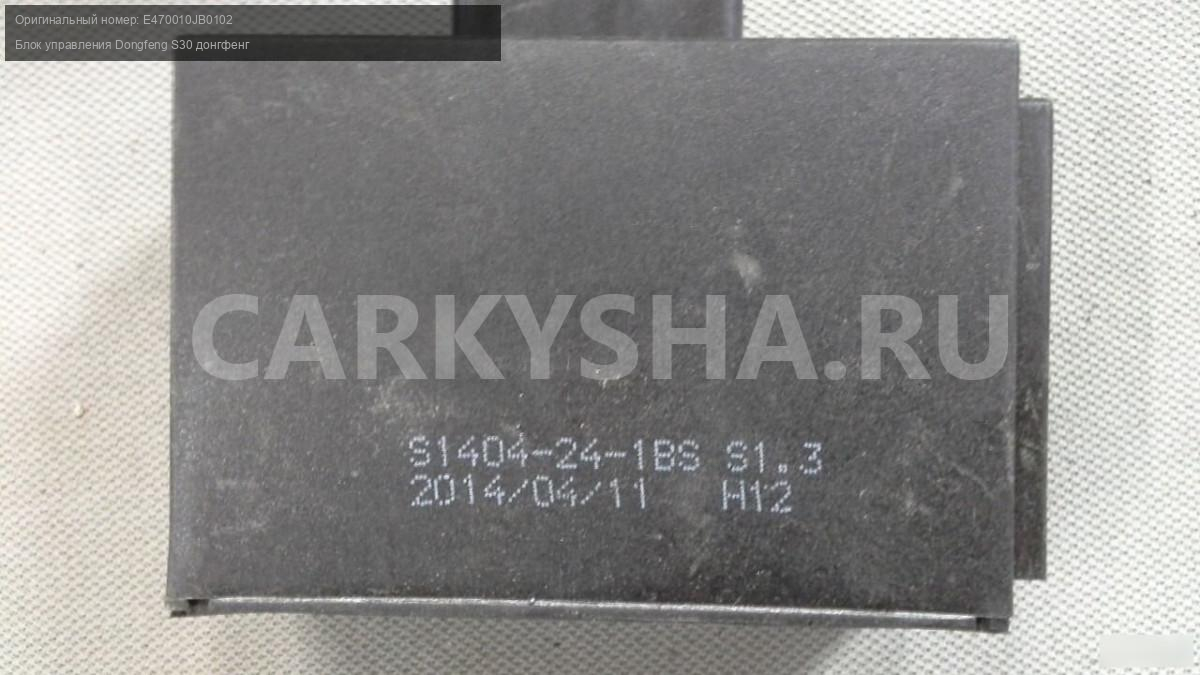 Оригинальный номер: E470010JB0102
Блок управления Dongfeng S30 донгфенг
CARKYSHA.RU
S1404-24-1BS S1.3
2014/04/11 H12